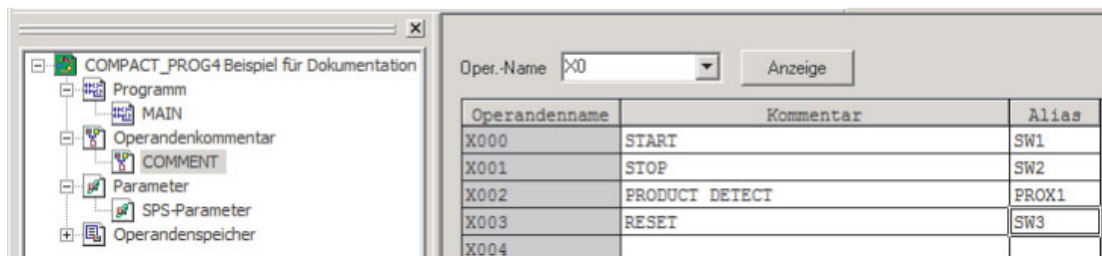 COMPACT_PROG4 Beispiel für Dokumentation
Programm
MAIN
Operandenkommentar
COMMENT
Parameter
SPS-Parameter
Operandenspeicher
Oper.-Name X0 Anzeige
Operandenname Kommentar Alias
X000 START SW1
X001 STOP SW2
X002 PRODUCT DETECT PROX1
X003 RESET SW3
X004